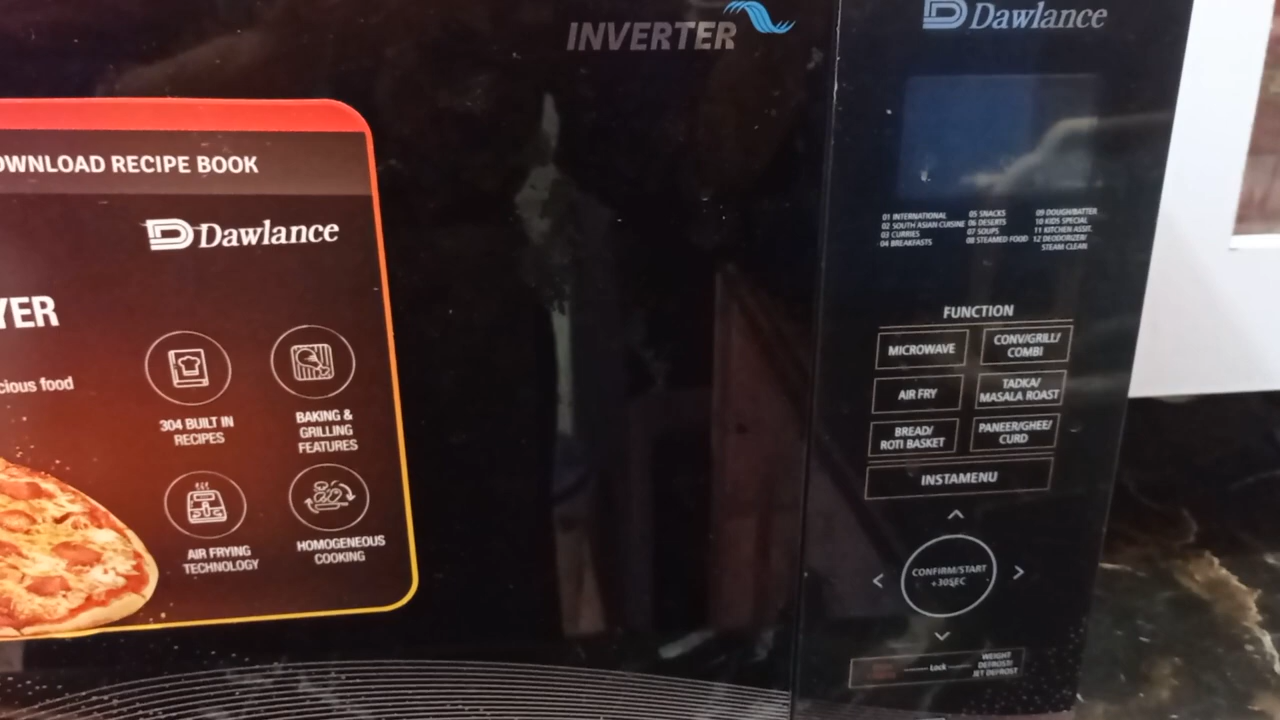 INVERTER
Dawlance
OWNLOAD RECIPE BOOK
Dawlance
YER
cious food
304 BUILT IN
RECIPES
BAKING &
GRILLING
FEATURES
AIR FRYING
TECHNOLOGY
HOMOGENEOUS
COOKING
01 INTERNATIONAL
02 SOUTH ASIAN CUISINE
03 CURRIES
04 BREAKFASTS
05 SNACKS
06 DESERTS
07 SOUPS
08 STEAMED FOOD
09 DOUGH/BATTER
10 KIDS SPECIAL
11 KITCHEN ASSIT.
12 DEODORIZER/
STEAM CLEAN
FUNCTION
MICROWAVE
CONV/GRILL/
COMBI
AIR FRY
TADKA/
MASALA ROAST
BREAD/
ROTI BASKET
PANEER/GHEE/
CURD
INSTAMENU
CONFIRM/START
+30SEC
Lock
WEIGHT
DEFROST/
JET DEFROST